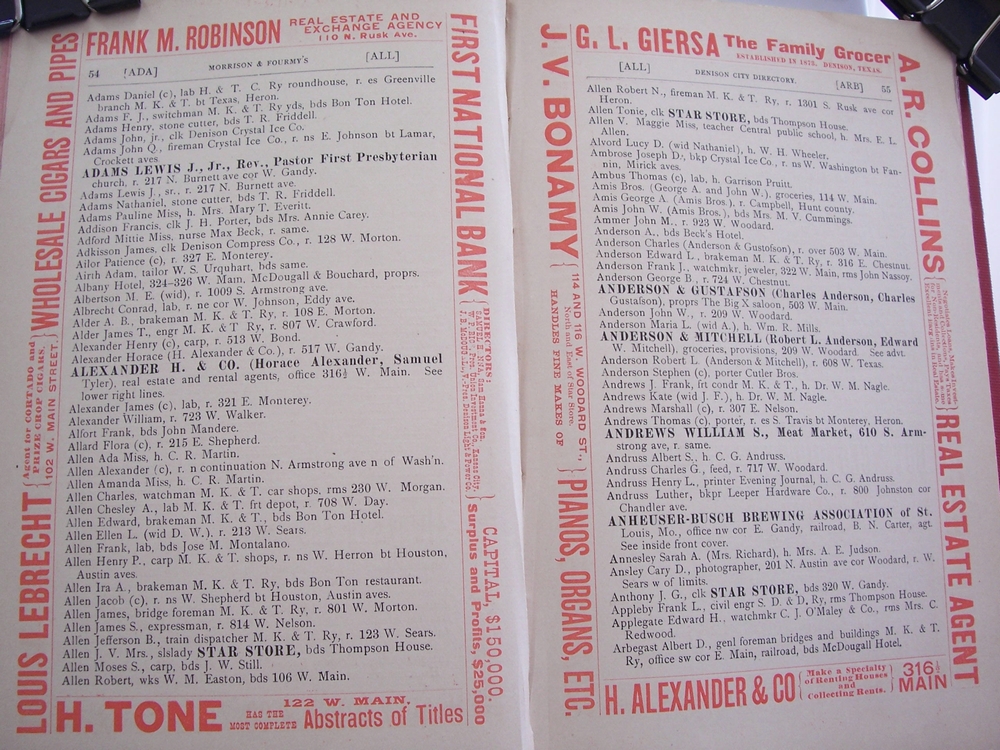 FRANK M. ROBINSON
REAL ESTATE AND
EXCHANGE AGENCY
110 N. Rusk Ave.
54 [ADA] MORRISON & FOURMY'S [ALL]
Adams Daniel (c), lab H. & T. C. Ry roundhouse, r. es Greenville
branch M. K. & T. bt Texas, Heron.
Adams E. J., switchman M. K. & T. Ry yds, bds Bon Ton Hotel.
Adams Henry, stone cutter, bds T. R. Friddell.
Adams John, jr., clk Denison Crystal Ice Co.
Adams John Q., fireman Crystal Ice Co., r. ns E. Johnson bt Lamar,
Crockett aves.
ADAMS LEWIS J., Jr., Rev., Pastor First Presbyterian
church, r. 217 N. Burnett ave cor W. Gandy.
Adams Lewis J., sr., r. 217 N. Burnett ave.
Adams Nathaniel, stone cutter, bds T. R. Friddell.
Adams Pauline Miss, h. Mrs. Mary T. Everitt.
Addison Francis, clk J. H. Porter, bds Mrs. Annie Carey.
Adford Mittie Miss, nurse Max Beck, r. same.
Adkisson James, clk Denison Compress Co., r. 128 W. Morton.
Ailor Patience (c), r. 327 E. Monterey.
Airth Adam, tailor W. S. Urquhart, bds same.
Albany Hotel, 324-326 W. Main, McDougall & Bouchard, proprs.
Albertson M. E. (wid), r. 1009 S. Armstrong ave.
Albrecht Conrad, lab, r. ne cor W. Johnson, Eddy ave.
Alder A. B., brakeman M. K. & T. Ry, r. 108 E. Morton.
Alder James T., engr M. K. & T. Ry, r. 807 W. Crawford.
Alexander Henry (c), carp, r. 513 W. Bond.
Alexander Horace (H. Alexander & Co.), r. 517 W. Gandy.
ALEXANDER H. & CO. (Horace Alexander, Samuel
Tyler), real estate and rental agents, office 316½ W. Main. See
lower right lines.
Alexander James (c), lab, r. 321 E. Monterey.
Alexander William, r. 723 W. Walker.
Alfort Frank, bds John Mandere.
Allard Flora (c), r. 215 E. Shepherd.
Allen Ada Miss, h. C. R. Martin.
Allen Alexander (c), r. n continuation N. Armstrong ave n of Wash'n.
Allen Amanda Miss, h. C. R. Martin.
Allen Charles, watchman M. K. & T. car shops, rms 230 W. Morgan.
Allen Chesley A., lab M. K. & T. frt depot, r. 708 W. Day.
Allen Edward, brakeman M. K. & T., bds Bon Ton Hotel.
Allen Ellen L. (wid D. W.), r. 213 W. Sears.
Allen Frank, lab, bds Jose M. Montalano.
Allen Henry P., carp M. K. & T. shops, r. ns W. Herron bt Houston,
Austin aves.
Allen Ira A., brakeman M. K. & T. Ry, bds Bon Ton restaurant.
Allen Jacob (c), r. ns W. Shepherd bt Houston, Austin aves.
Allen James, bridge foreman M. K. & T. Ry, r. 801 W. Morton.
Allen James S., expressman, r. 814 W. Nelson.
Allen Jefferson B., train dispatcher M. K. & T. Ry, r. 123 W. Sears.
Allen J. V. Mrs., slslady STAR STORE, bds Thompson House.
Allen Moses S., carp, bds J. W. Still.
Allen Robert, wks W. M. Easton, bds 106 W. Main.
H. TONE
122 W. MAIN.
HAS THE
MOST COMPLETE
Abstracts of Titles
LOUIS LEBRECHT
Agent for CORTADO and
PRIZE CROP CIGARS.
102 W. MAIN STREET.
WHOLESALE CIGARS AND PIPES
FIRST NATIONAL BANK
DIRECTORS:
CAPITAL, $150,000.
Surplus and Profits, $25,000
J. V. BONAMY
114 AND 116 W. WOODARD ST.,
North and East of Star Store.
HANDLES FINE MAKES OF
PIANOS, ORGANS, ETC.
G. L. GIERSA The Family Grocer
ESTABLISHED IN 1872. DENISON, TEXAS.
[ALL] DENISON CITY DIRECTORY. [ARB] 55
Allen Robert N., fireman M. K. & T. Ry, r. 1301 S. Rusk ave cor
Heron.
Allen Tonie, clk STAR STORE, bds Thompson House.
Allen V. Maggie Miss, teacher Central public school, h. Mrs. E. L.
Allen.
Alvord Lucy D. (wid Nathaniel), h. W. H. Wheeler.
Ambrose Joseph D., bkp Crystal Ice Co., r. ns W. Washington bt Fan-
nin, Mirick aves.
Ambus Thomas (c), lab, h. Garrison Pruitt.
Amis Bros. (George A. and John W.), groceries, 114 W. Main.
Amis George A. (Amis Bros.), r. Campbell, Hunt county.
Amis John W. (Amis Bros.), bds Mrs. M. V. Cummings.
Ammer John M., r. 923 W. Woodard.
Anderson A., bds Beck's Hotel.
Anderson Charles (Anderson & Gustofson), r. over 503 W. Main.
Anderson Edward L., brakeman M. K. & T. Ry, r. 316 E. Chestnut.
Anderson Frank J., watchmkr, jeweler, 322 W. Main, rms John Nassoy.
Anderson George B., r. 724 W. Chestnut.
ANDERSON & GUSTAFSON (Charles Anderson, Charles
Gustafson), proprs The Big X saloon, 503 W. Main.
Anderson John W., r. 209 W. Woodard.
Anderson Maria L. (wid A.), h. Wm. R. Mills.
ANDERSON & MITCHELL (Robert L. Anderson, Edward
W. Mitchell), groceries, provisions, 209 W. Woodard See advt.
Anderson Robert L. (Anderson & Mitchell), r. 608 W. Texas.
Anderson Stephen (c), porter Cutler Bros.
Andrews J. Frank, frt condr M. K. & T., h. Dr. W. M. Nagle.
Andrews Kate (wid J. F.), h. Dr. W. M. Nagle.
Andrews Marshall (c), r. 307 E. Nelson.
Andrews Thomas (c), porter, r. es S. Travis bt Monterey, Heron.
ANDREWS WILLIAM S., Meat Market, 610 S. Arm-
strong ave, r. same.
Andruss Albert S., h. C. G. Andruss.
Andruss Charles G., feed, r. 717 W. Woodard.
Andruss Henry L., printer Evening Journal, h. C. G. Andruss.
Andruss Luther, bkpr Leeper Hardware Co., r. 800 Johnston cor
Chandler ave.
ANHEUSER-BUSCH BREWING ASSOCIATION of St.
Louis, Mo., office nw cor E. Gandy, railroad, B. N. Carter, agt.
See inside front cover.
Annesley Sarah A. (Mrs. Richard), h. Mrs. A. E. Judson.
Ansley Cary D., photographer, 201 N. Austin ave cor Woodard, r. W.
Sears w of limits.
Anthony J. G., clk STAR STORE, bds 320 W. Gandy.
Appleby Frank L., civil engr S. D. & D, Ry, rms Thompson House.
Applegate Edward H., watchmkr C. J. O'Maley & Co., rms Mrs. C.
Redwood.
Arbegast Albert D., genl foreman bridges and buildings M. K. & T.
Ry, office sw cor E. Main, railroad, bds McDougall Hotel.
H. ALEXANDER & CO
Make a Specialty
of Renting Houses
and
Collecting Rents.
316½
MAIN
A. R. COLLINS
REAL ESTATE AGENT